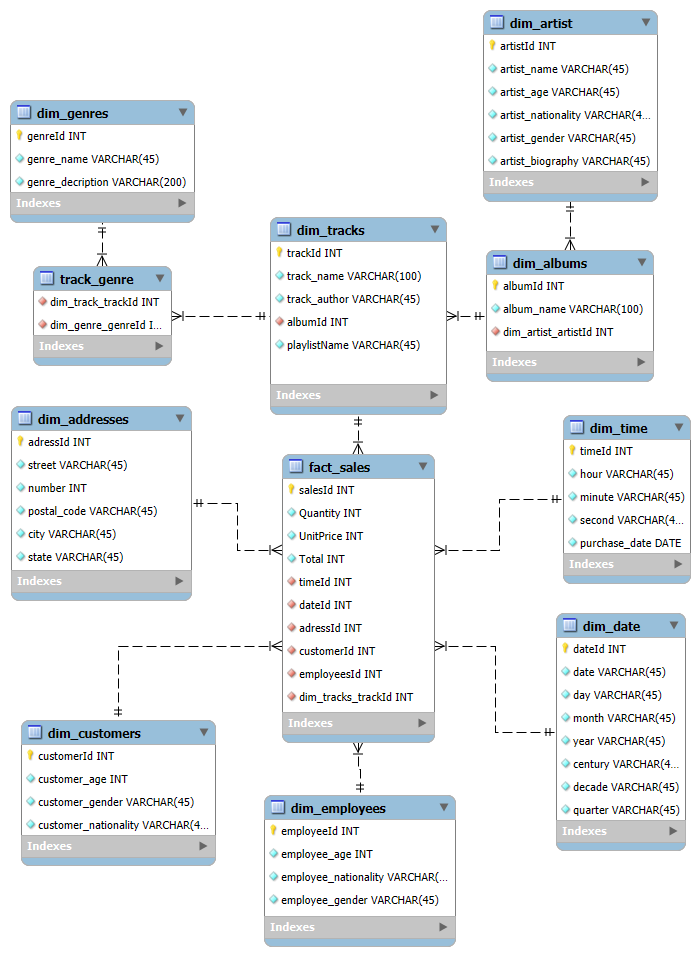 dim_artist
artistId INT
artist_name VARCHAR(45)
artist_age VARCHAR(45)
artist_nationality VARCHAR(4...
artist_gender VARCHAR(45)
artist_biography VARCHAR(45)
Indexes
dim_genres
genreId INT
genre_name VARCHAR(45)
genre_decription VARCHAR(200)
Indexes
track_genre
dim_track_trackId INT
dim_genre_genreId I...
Indexes
dim_tracks
trackId INT
track_name VARCHAR(100)
track_author VARCHAR(45)
albumId INT
playlistName VARCHAR(45)
Indexes
dim_albums
albumId INT
album_name VARCHAR(100)
dim_artist_artistId INT
Indexes
dim_addresses
adressId INT
street VARCHAR(45)
number INT
postal_code VARCHAR(45)
city VARCHAR(45)
state VARCHAR(45)
Indexes
fact_sales
salesId INT
Quantity INT
UnitPrice INT
Total INT
timeId INT
dateId INT
adressId INT
customerId INT
employeesId INT
dim_tracks_trackId INT
Indexes
dim_time
timeId INT
hour VARCHAR(45)
minute VARCHAR(45)
second VARCHAR(4...
purchase_date DATE
Indexes
dim_date
dateId INT
date VARCHAR(45)
day VARCHAR(45)
month VARCHAR(45)
year VARCHAR(45)
century VARCHAR(4...
decade VARCHAR(45)
quarter VARCHAR(45)
Indexes
dim_customers
customerId INT
customer_age INT
customer_gender VARCHAR(45)
customer_nationality VARCHAR(4...
Indexes
dim_employees
employeeId INT
employee_age INT
employee_nationality VARCHAR(...
employee_gender VARCHAR(45)
Indexes